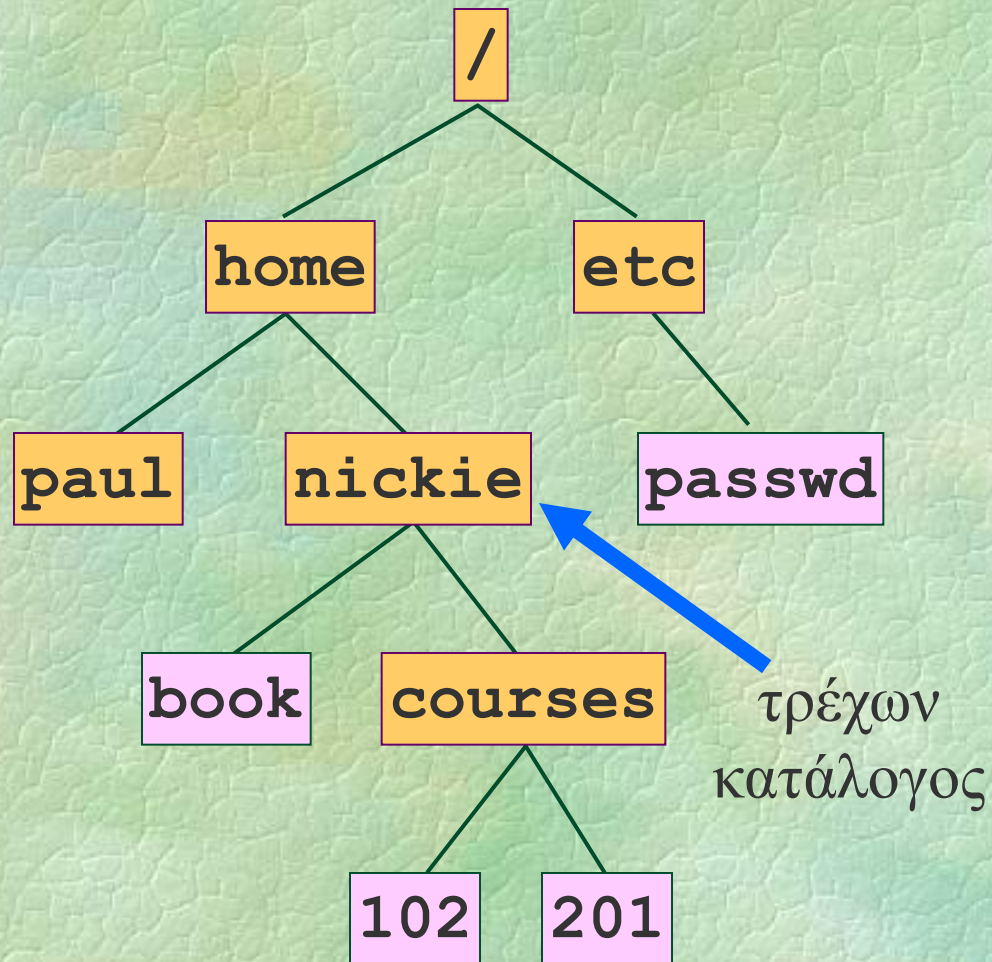 /
home
etc
paul
nickie
passwd
book
courses
τρέχων
κατάλογος
102
201